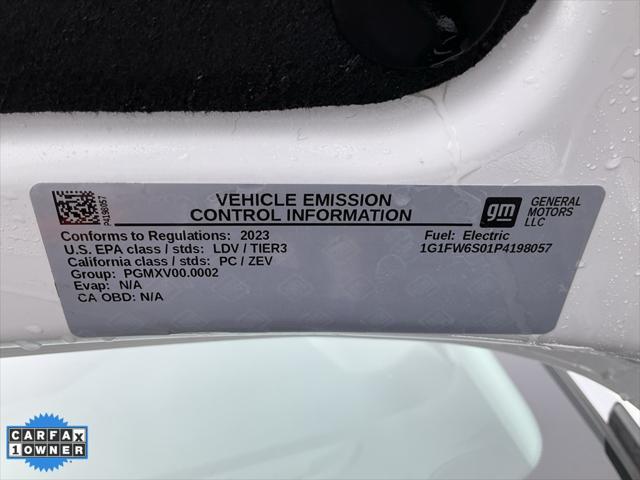 P4198057
VEHICLE EMISSION
CONTROL INFORMATION
gm
GENERAL
MOTORS
LLC
Conforms to Regulations: 2023
U.S. EPA class / stds: LDV / TIER3
California class / stds: PC / ZEV
Group: PGMXV00.0002
Evap: N/A
CA OBD: N/A
Fuel: Electric
1G1FW6S01P4198057
CARFAX
1 OWNER